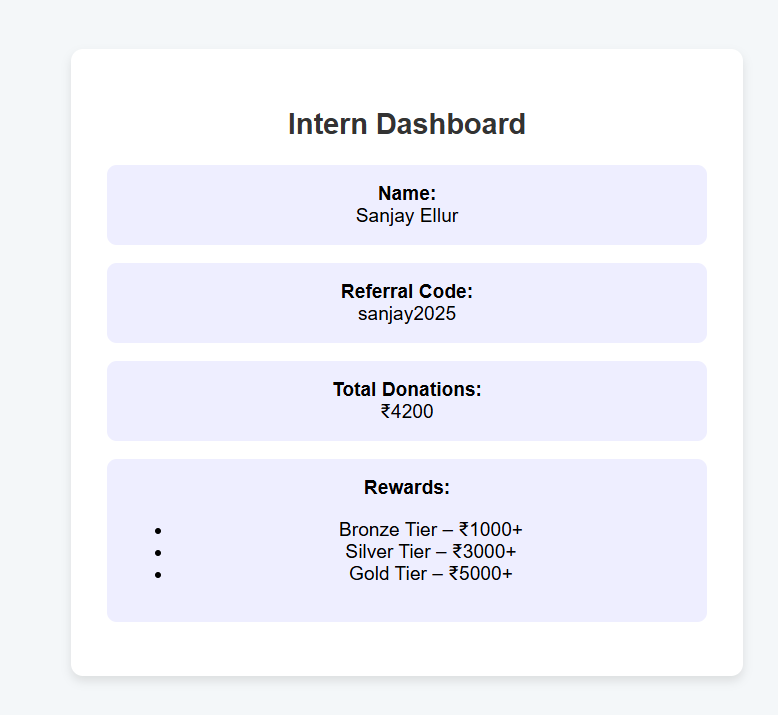 Intern Dashboard
Name:
Sanjay Ellur
Referral Code:
sanjay2025
Total Donations:
₹4200
Rewards:
• Bronze Tier – ₹1000+
• Silver Tier – ₹3000+
• Gold Tier – ₹5000+